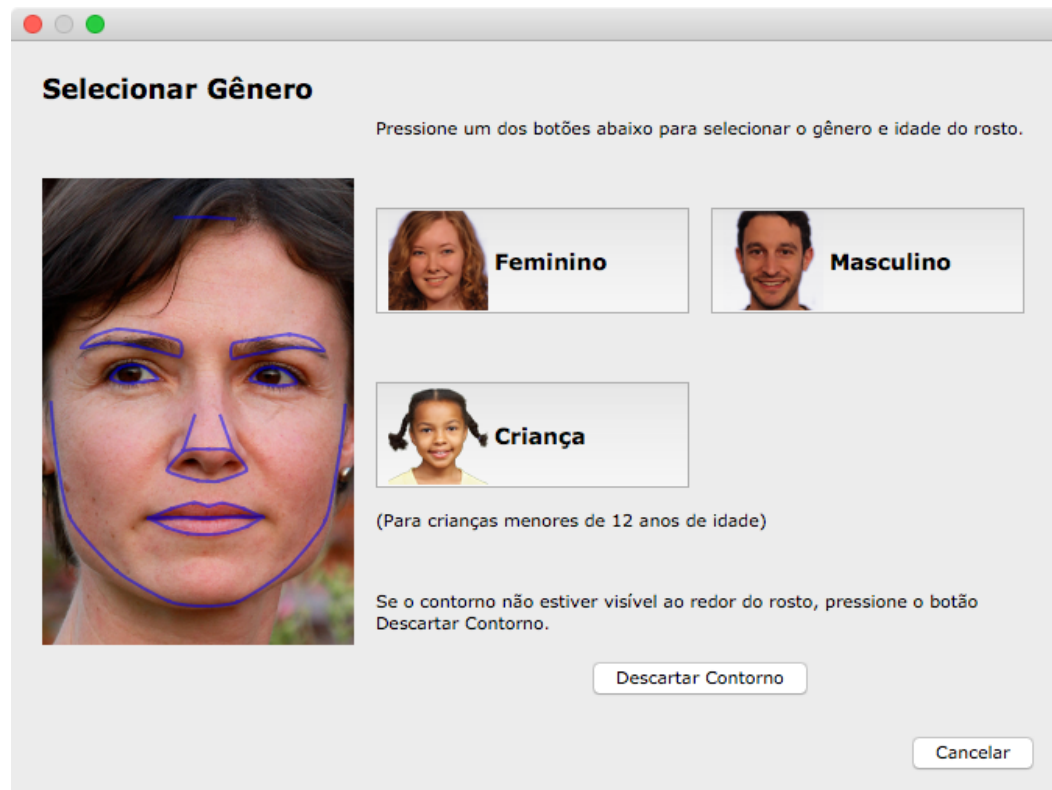 Selecionar Gênero
Pressione um dos botões abaixo para selecionar o gênero e idade do rosto.
Feminino
Masculino
Criança
(Para crianças menores de 12 anos de idade)
Se o contorno não estiver visível ao redor do rosto, pressione o botão
Descartar Contorno.
Descartar Contorno
Cancelar